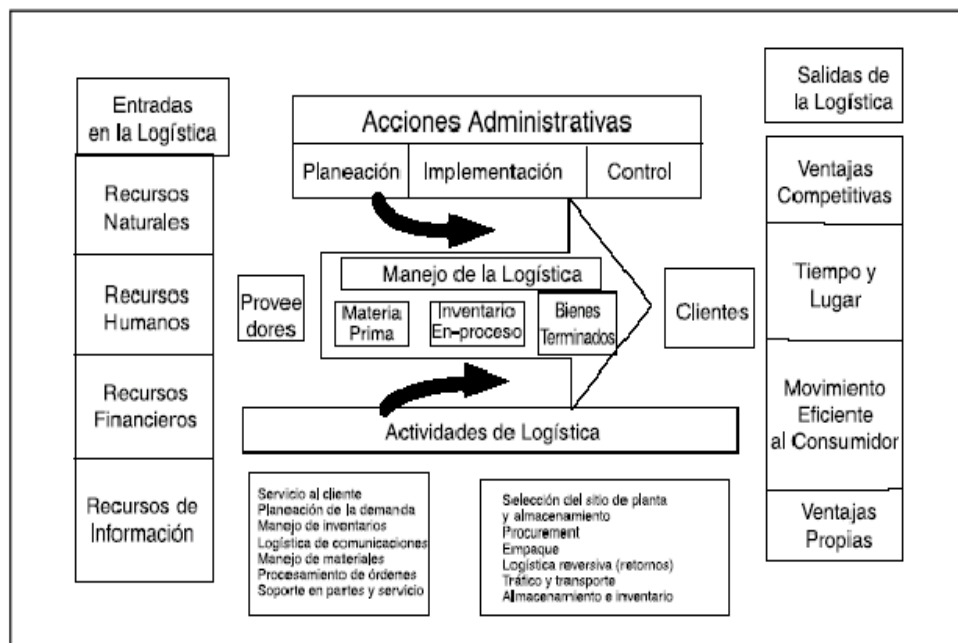 Entradas
en la Logística
Recursos
Naturales
Recursos
Humanos
Recursos
Financieros
Recursos de
Información
Acciones Administrativas
Planeación
Implementación
Control
Provee
dores
Manejo de la Logística
Materia
Prima
Inventario
En-proceso
Bienes
Terminados
Clientes
Actividades de Logística
Servicio al cliente
Planeación de la demanda
Manejo de inventarios
Logística de comunicaciones
Manejo de materiales
Procesamiento de órdenes
Soporte en partes y servicio
Selección del sitio de planta
y almacenamiento
Procurement
Empaque
Logística reversiva (retornos)
Tráfico y transporte
Almacenamiento e inventario
Salidas de
la Logística
Ventajas
Competitivas
Tiempo y
Lugar
Movimiento
Eficiente
al Consumidor
Ventajas
Propias